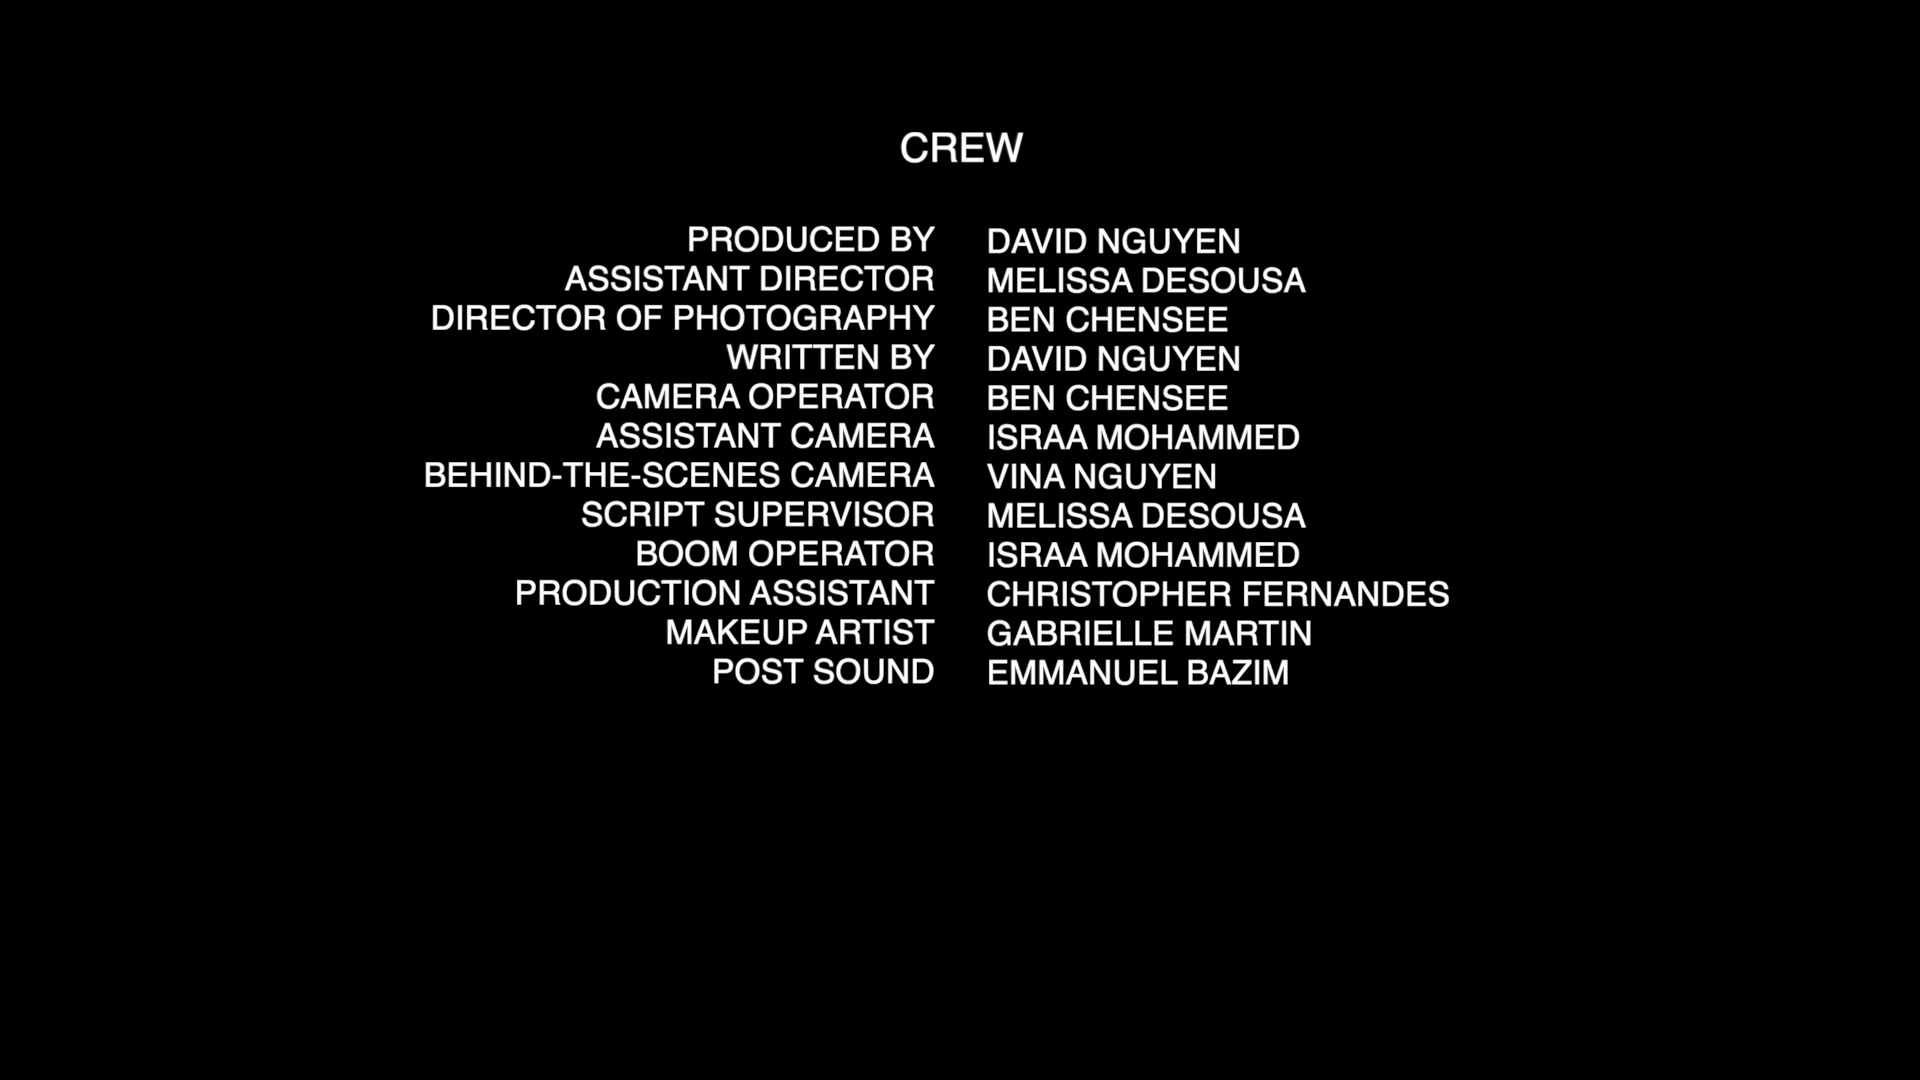 CREW
PRODUCED BY DAVID NGUYEN
ASSISTANT DIRECTOR MELISSA DESOUSA
DIRECTOR OF PHOTOGRAPHY BEN CHENSEE
WRITTEN BY DAVID NGUYEN
CAMERA OPERATOR BEN CHENSEE
ASSISTANT CAMERA ISRAA MOHAMMED
BEHIND-THE-SCENES CAMERA VINA NGUYEN
SCRIPT SUPERVISOR MELISSA DESOUSA
BOOM OPERATOR ISRAA MOHAMMED
PRODUCTION ASSISTANT CHRISTOPHER FERNANDES
MAKEUP ARTIST GABRIELLE MARTIN
POST SOUND EMMANUEL BAZIM